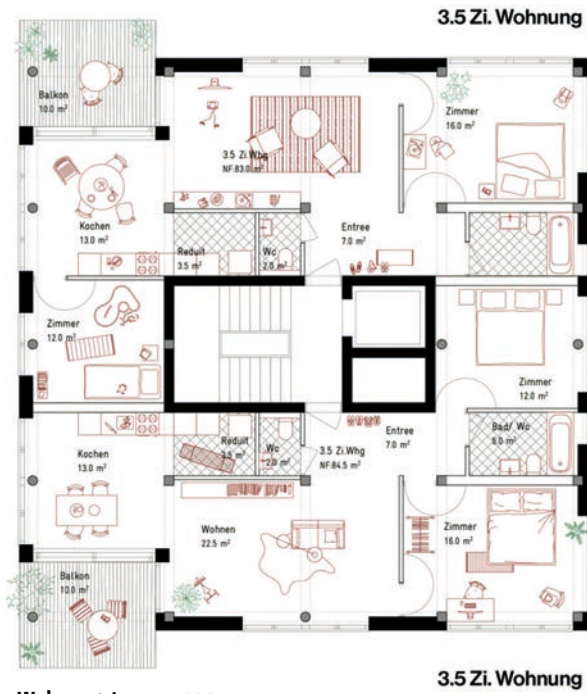 3.5 Zi. Wohnung
Balkon
10.0 m²
Zimmer
16.0 m²
3.5 Zi.Whg
NF:83.0 m²
Kochen
13.0 m²
Entree
7.0 m²
Reduit
3.5 m²
Wc
2.0 m²
Zimmer
12.0 m²
Zimmer
12.0 m²
Kochen
13.0 m²
Reduit
3.5 m²
Wc
2.0 m²
3.5 Zi.Whg
NF:84.5 m²
Entree
7.0 m²
Bad/ Wc
5.0 m²
Wohnen
22.5 m²
Zimmer
16.0 m²
Balkon
10.0 m²
3.5 Zi. Wohnung